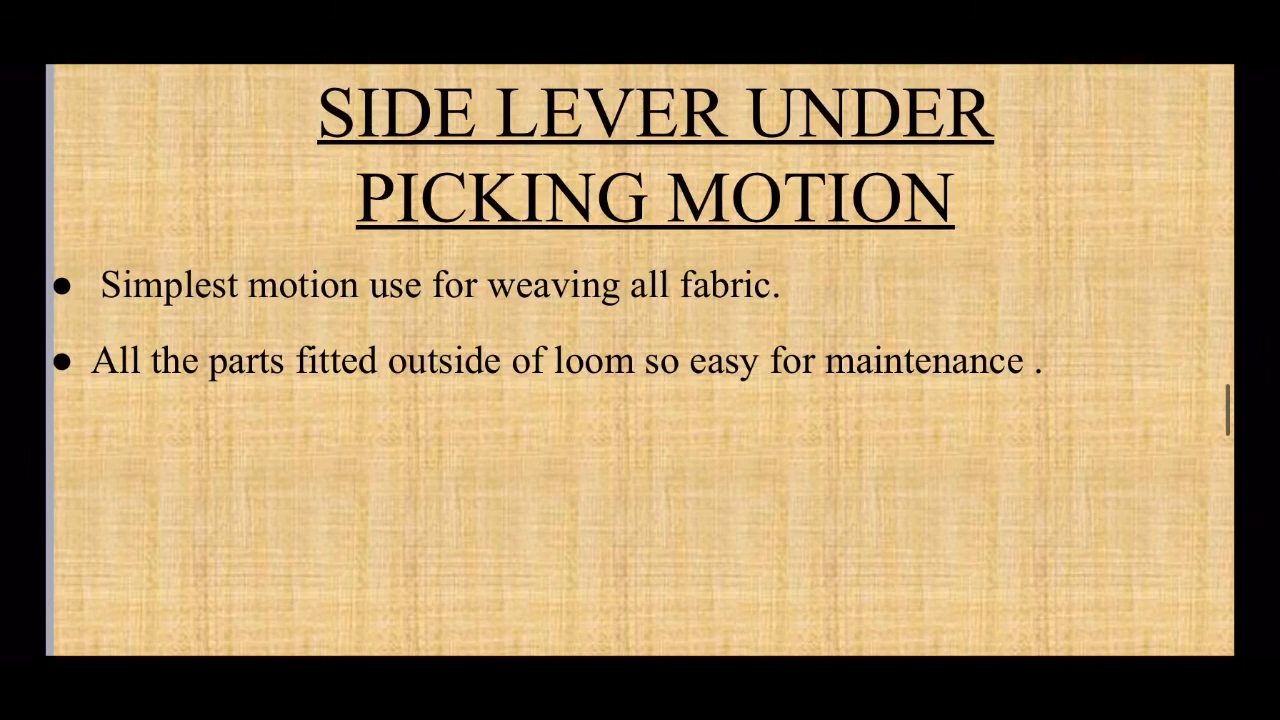 SIDE LEVER UNDER
PICKING MOTION
● Simplest motion use for weaving all fabric.
● All the parts fitted outside of loom so easy for maintenance .